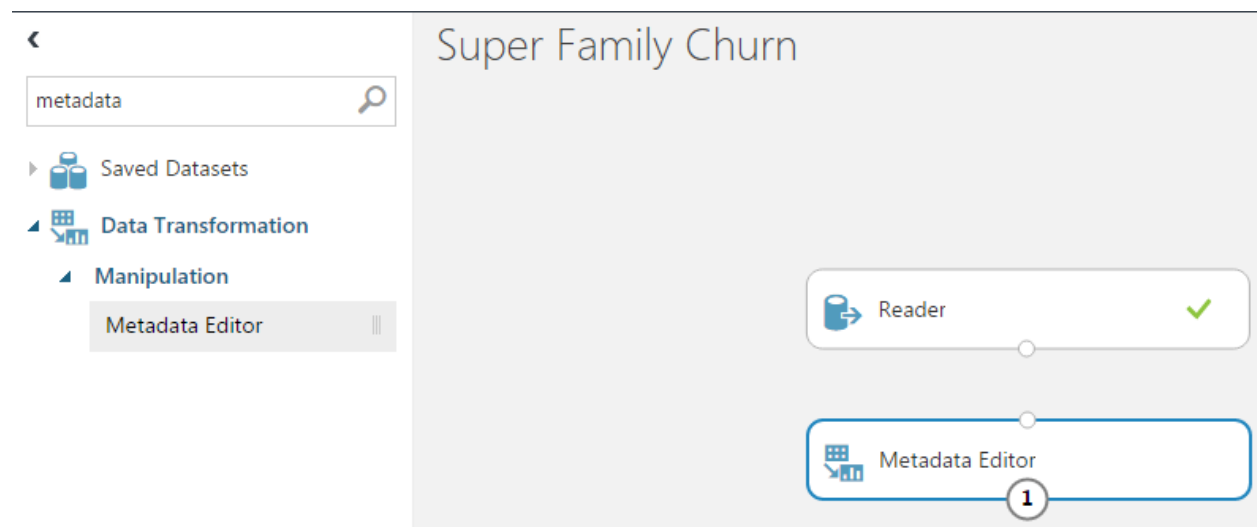 Super Family Churn
metadata
Saved Datasets
Data Transformation
Manipulation
Metadata Editor
Reader
Metadata Editor
1